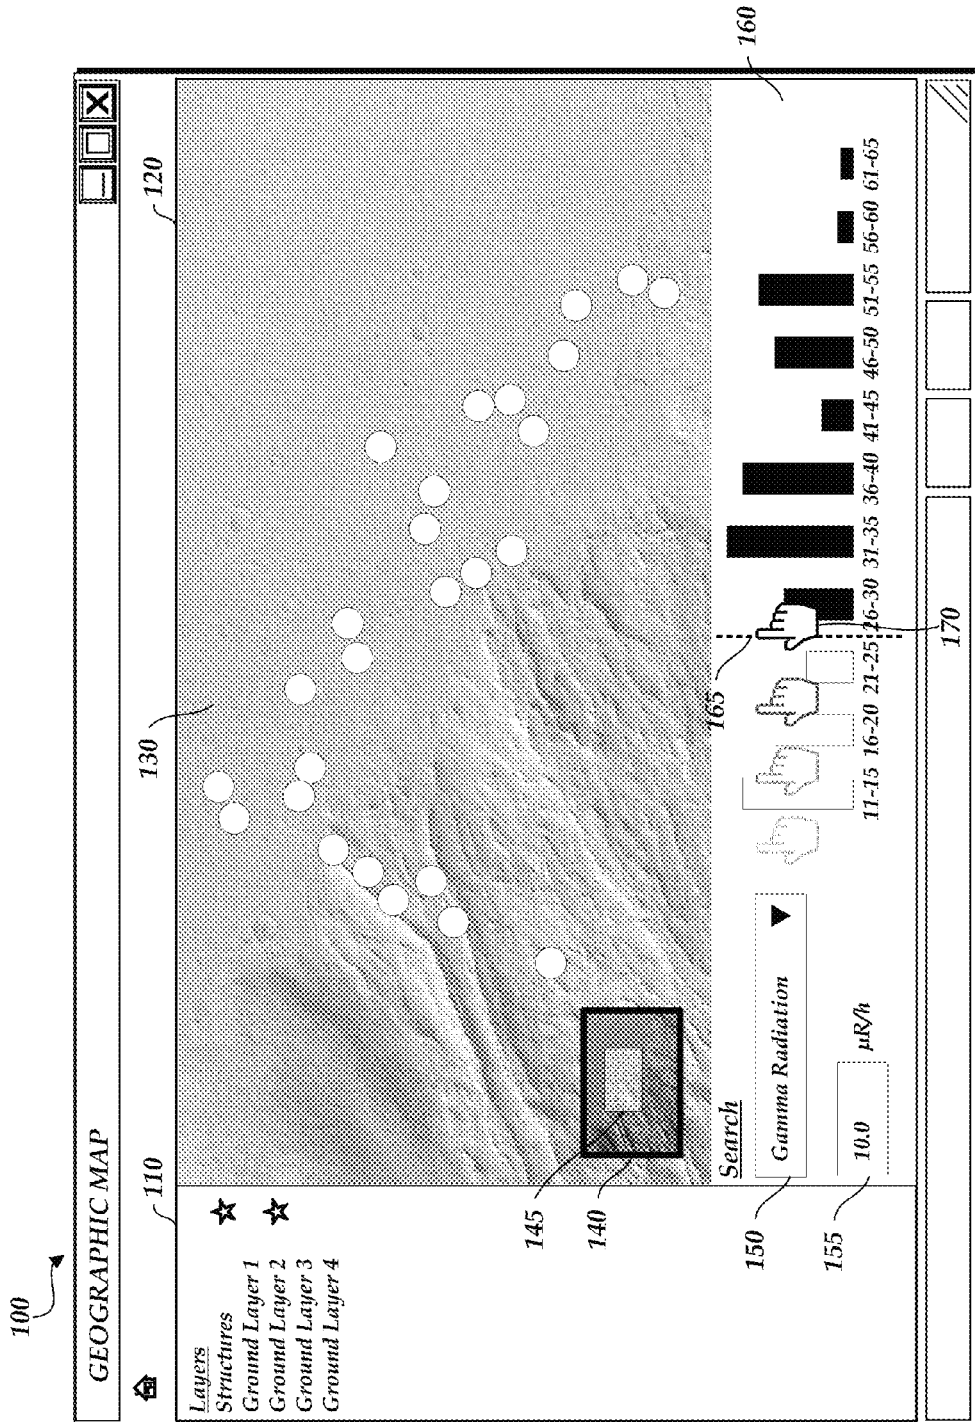 100
GEOGRAPHIC MAP
110
130
120
Layers
Structures
Ground Layer 1
Ground Layer 2
Ground Layer 3
Ground Layer 4
145
140
150
155
Search
Gamma Radiation
10.0 μR/h
165
160
11-15 16-20 21-25 26-30 31-35 36-40 41-45 46-50 51-55 56-60 61-65
170